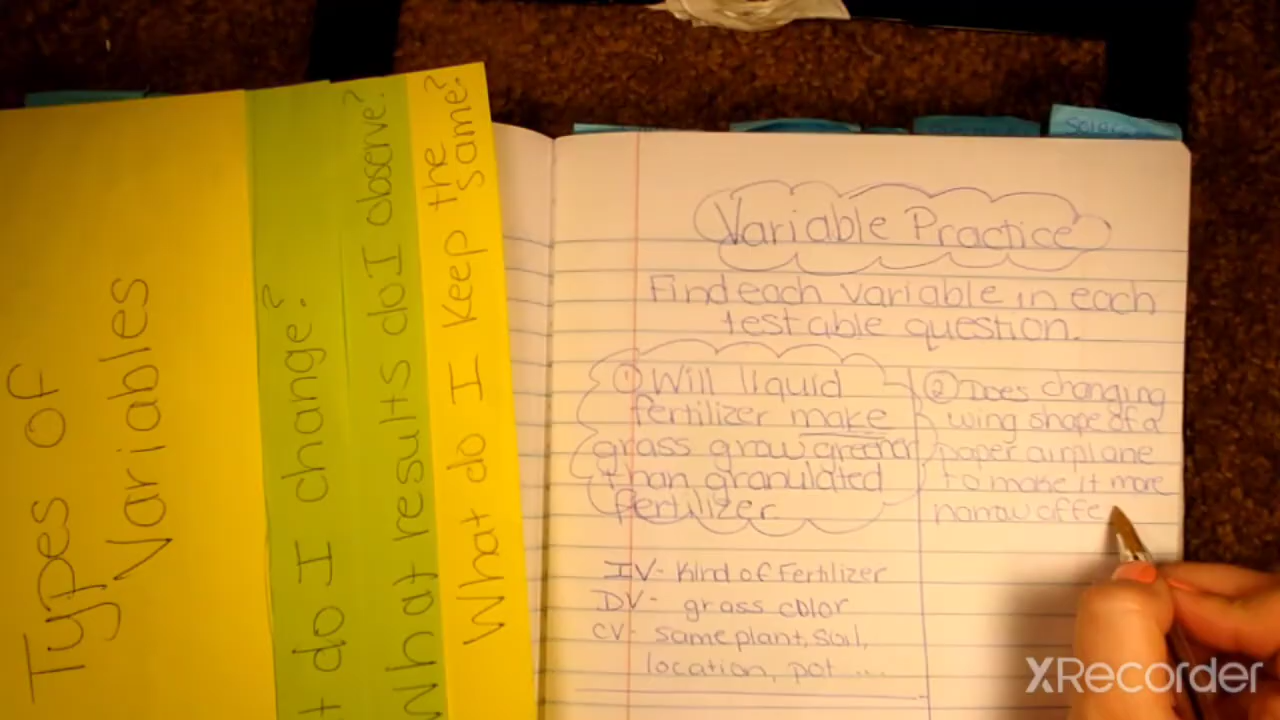 Types of
Variables
t do I change?
What results do I observe?
What do I keep the
same?
Scien
Variable Practice
Find each variable in each
testable question.
① Will liquid
fertilizer make
grass grow greener
than granulated
fertilizer
IV- Kind of Fertilizer
DV- grass color
CV- same plant, soil,
location, pot ...
② Does changing
wing shape of a
paper airplane
to make it more
narrow affe
XRecorder